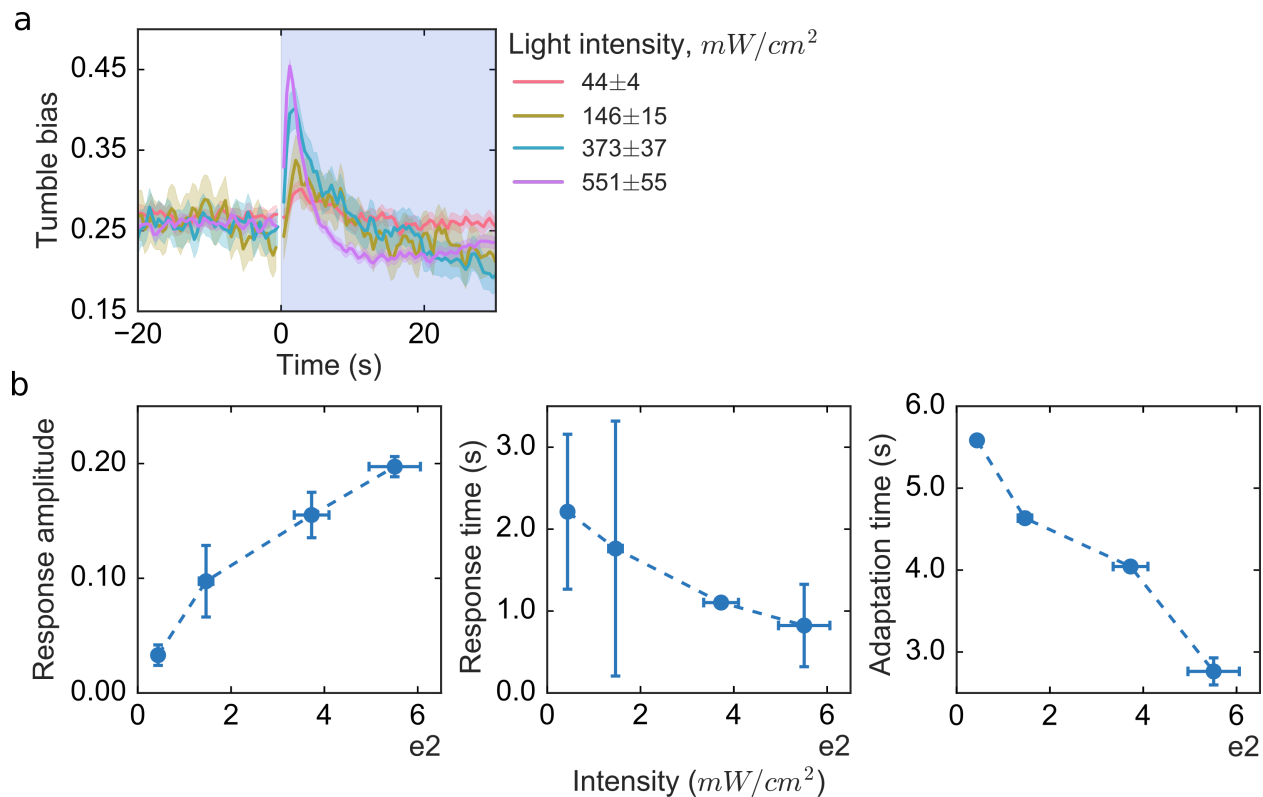 a
Tumble bias
0.45
0.35
0.25
0.15
−20
0
20
Time (s)
Light intensity, mW/cm²
44±4
146±15
373±37
551±55
b
Response amplitude
0.20
0.10
0.00
0
2
4
6
e2
Response time (s)
3.0
2.0
1.0
0.0
0
2
4
6
e2
Adaptation time (s)
6.0
5.0
4.0
3.0
0
2
4
6
e2
Intensity (mW/cm²)